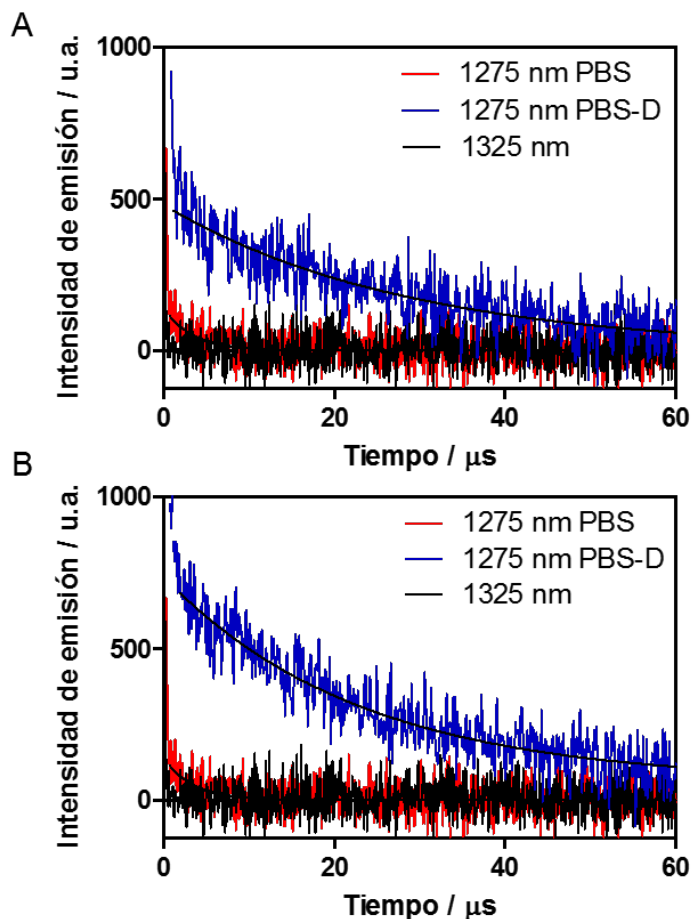 A
1000
500
0
Intensidad de emisión / u.a.
1275 nm PBS
1275 nm PBS-D
1325 nm
0 20 40 60
Tiempo / μs
B
1000
500
0
Intensidad de emisión / u.a.
1275 nm PBS
1275 nm PBS-D
1325 nm
0 20 40 60
Tiempo / μs